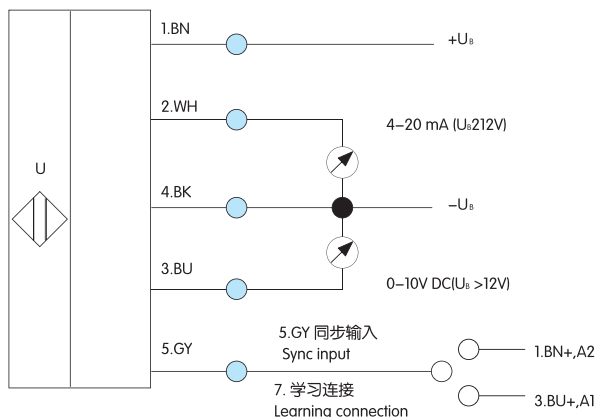 1.BN
+UB
2.WH
4-20 mA (UB212V)
U
4.BK
-UB
3.BU
0-10V DC(UB >12V)
5.GY
5.GY 同步输入
Sync input
1.BN+,A2
7. 学习连接
Learning connection
3.BU+,A1